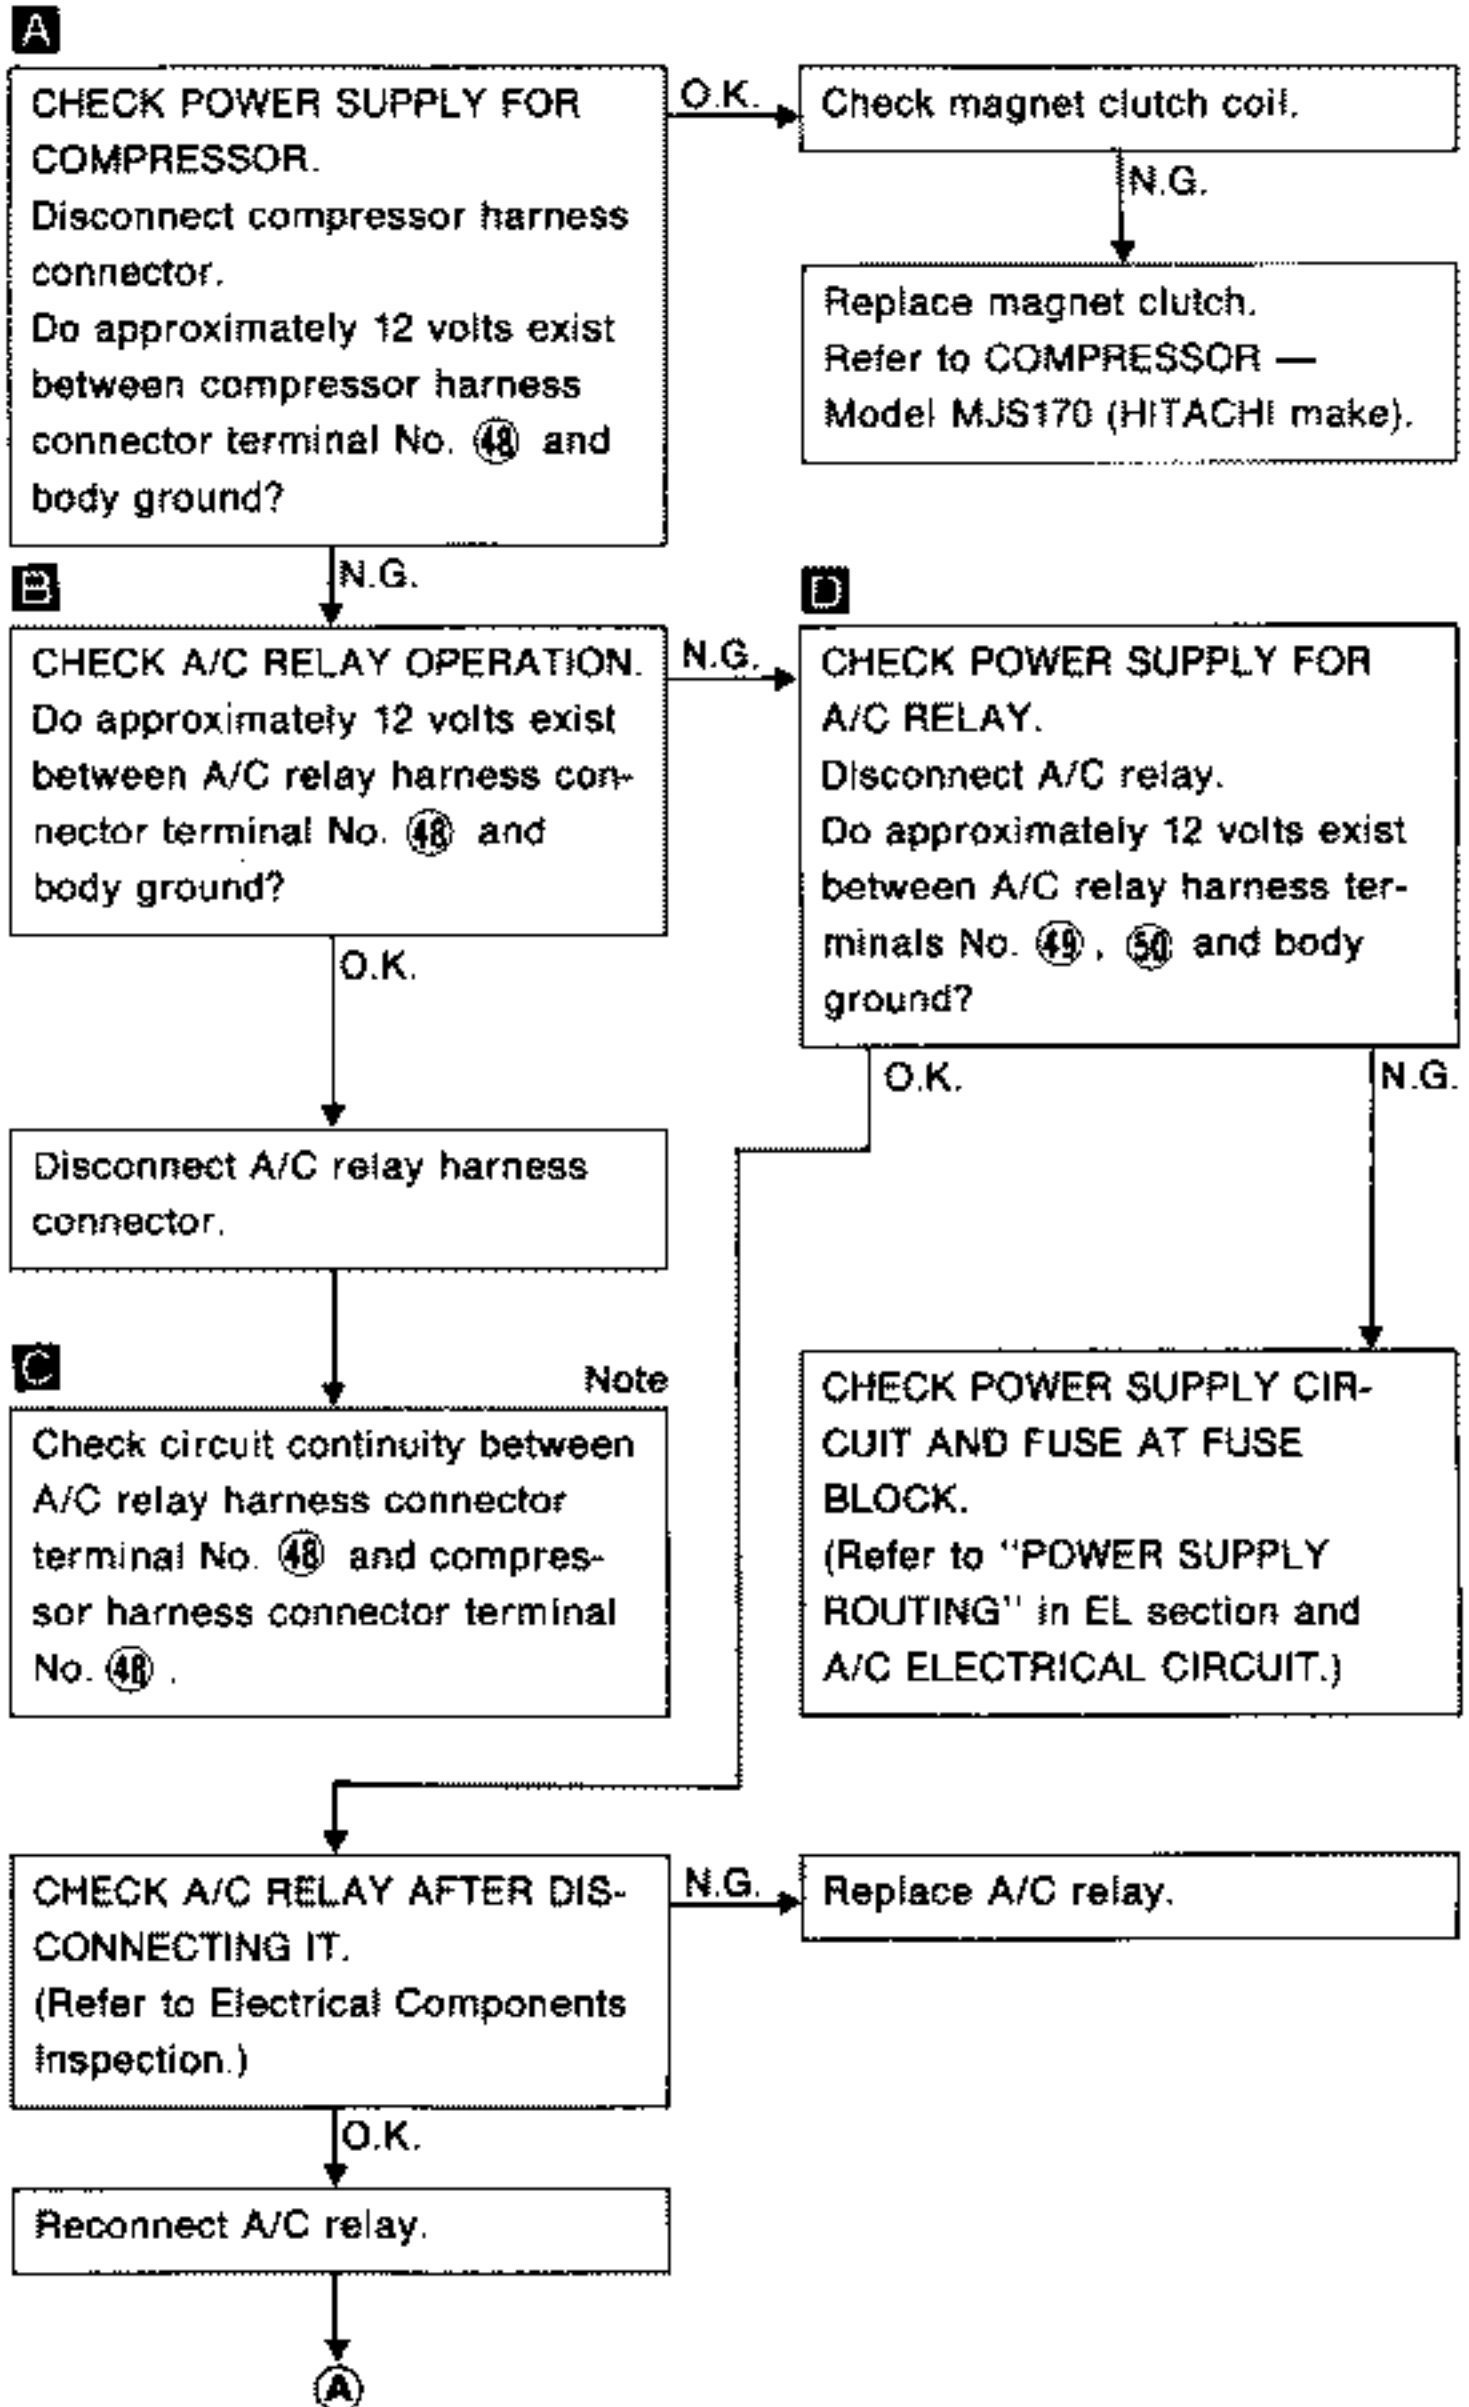 A
CHECK POWER SUPPLY FOR
COMPRESSOR.
Disconnect compressor harness
connector.
Do approximately 12 volts exist
between compressor harness
connector terminal No. 48 and
body ground?
O.K.
Check magnet clutch coil.
N.G.
Replace magnet clutch.
Refer to COMPRESSOR —
Model MJS170 (HITACHI make).
N.G.
B
CHECK A/C RELAY OPERATION.
Do approximately 12 volts exist
between A/C relay harness con-
nector terminal No. 48 and
body ground?
N.G.
D
CHECK POWER SUPPLY FOR
A/C RELAY.
Disconnect A/C relay.
Do approximately 12 volts exist
between A/C relay harness ter-
minals No. 49, 50 and body
ground?
O.K.
O.K.
N.G.
Disconnect A/C relay harness
connector.
C
Note
Check circuit continuity between
A/C relay harness connector
terminal No. 48 and compres-
sor harness connector terminal
No. 48.
CHECK POWER SUPPLY CIR-
CUIT AND FUSE AT FUSE
BLOCK.
(Refer to "POWER SUPPLY
ROUTING" in EL section and
A/C ELECTRICAL CIRCUIT.)
CHECK A/C RELAY AFTER DIS-
CONNECTING IT.
(Refer to Electrical Components
Inspection.)
N.G.
Replace A/C relay.
O.K.
Reconnect A/C relay.
A